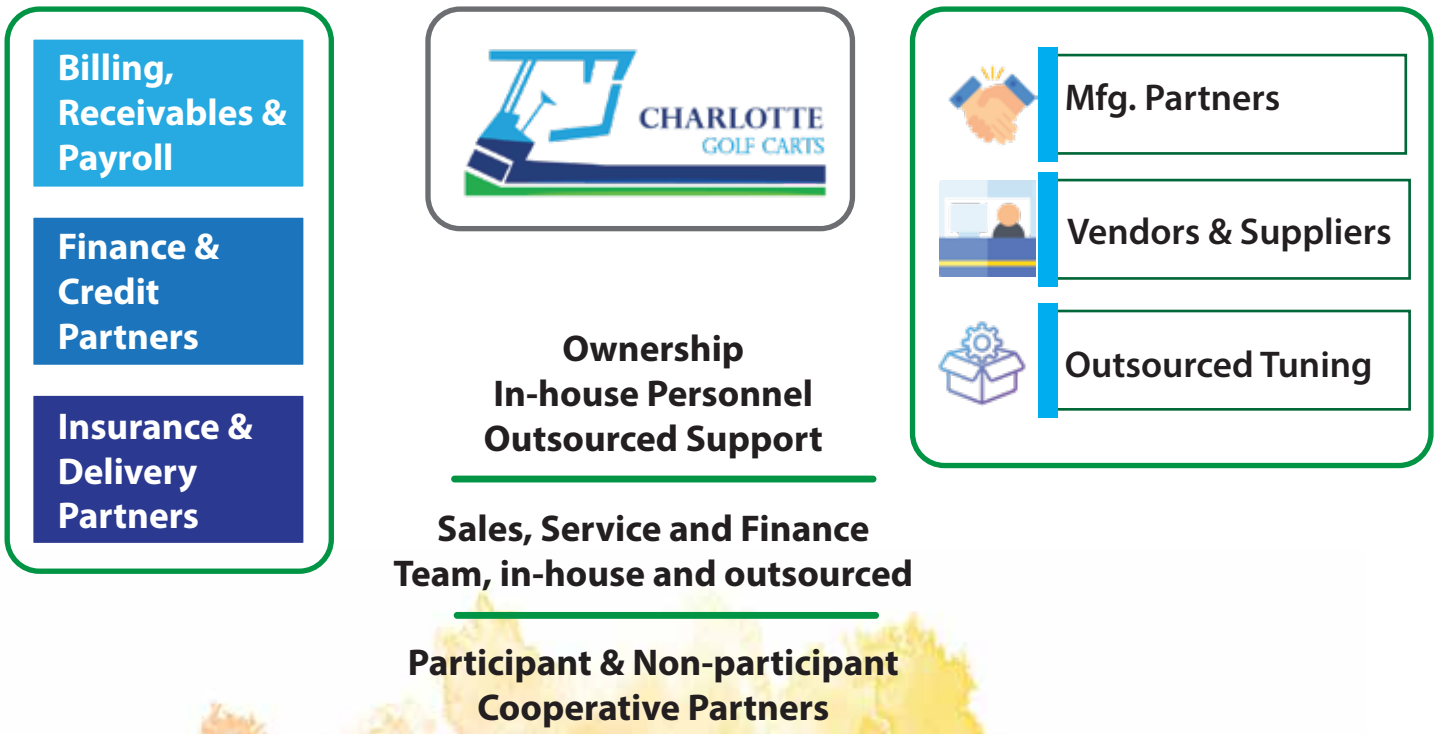 Billing,
Receivables &
Payroll
Finance &
Credit
Partners
Insurance &
Delivery
Partners
CHARLOTTE
GOLF CARTS
Ownership
In-house Personnel
Outsourced Support
Sales, Service and Finance
Team, in-house and outsourced
Participant & Non-participant
Cooperative Partners
Mfg. Partners
Vendors & Suppliers
Outsourced Tuning